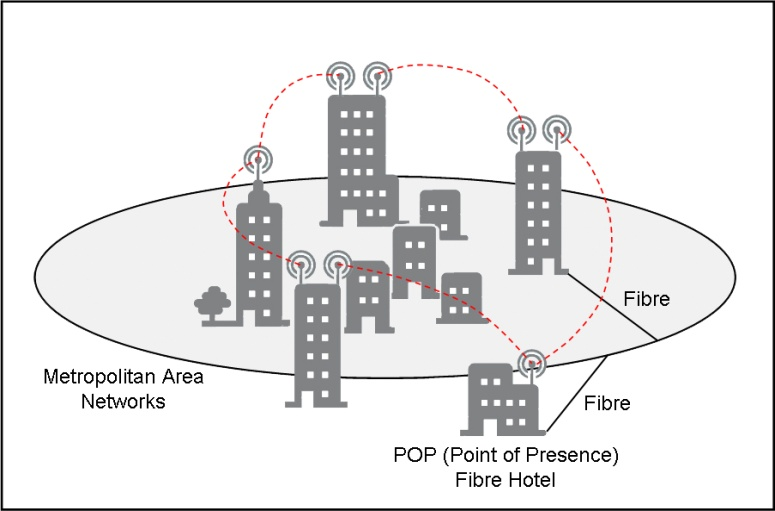 Fibre
Metropolitan Area
Networks
Fibre
POP (Point of Presence)
Fibre Hotel